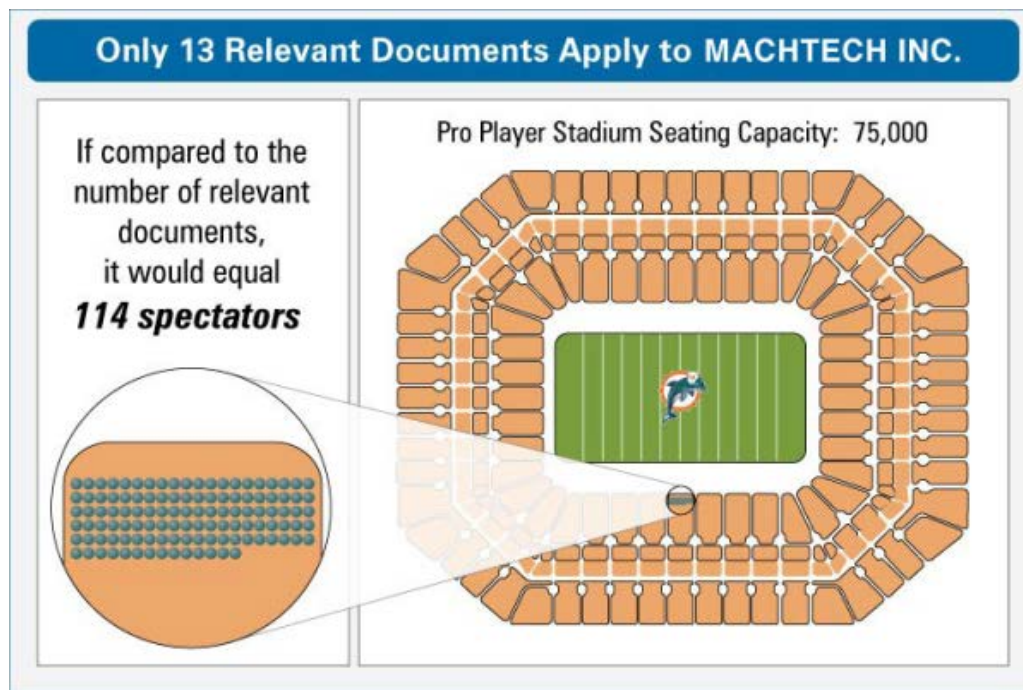 Only 13 Relevant Documents Apply to MACHTECH INC.
If compared to the
number of relevant
documents,
it would equal
114 spectators
Pro Player Stadium Seating Capacity: 75,000